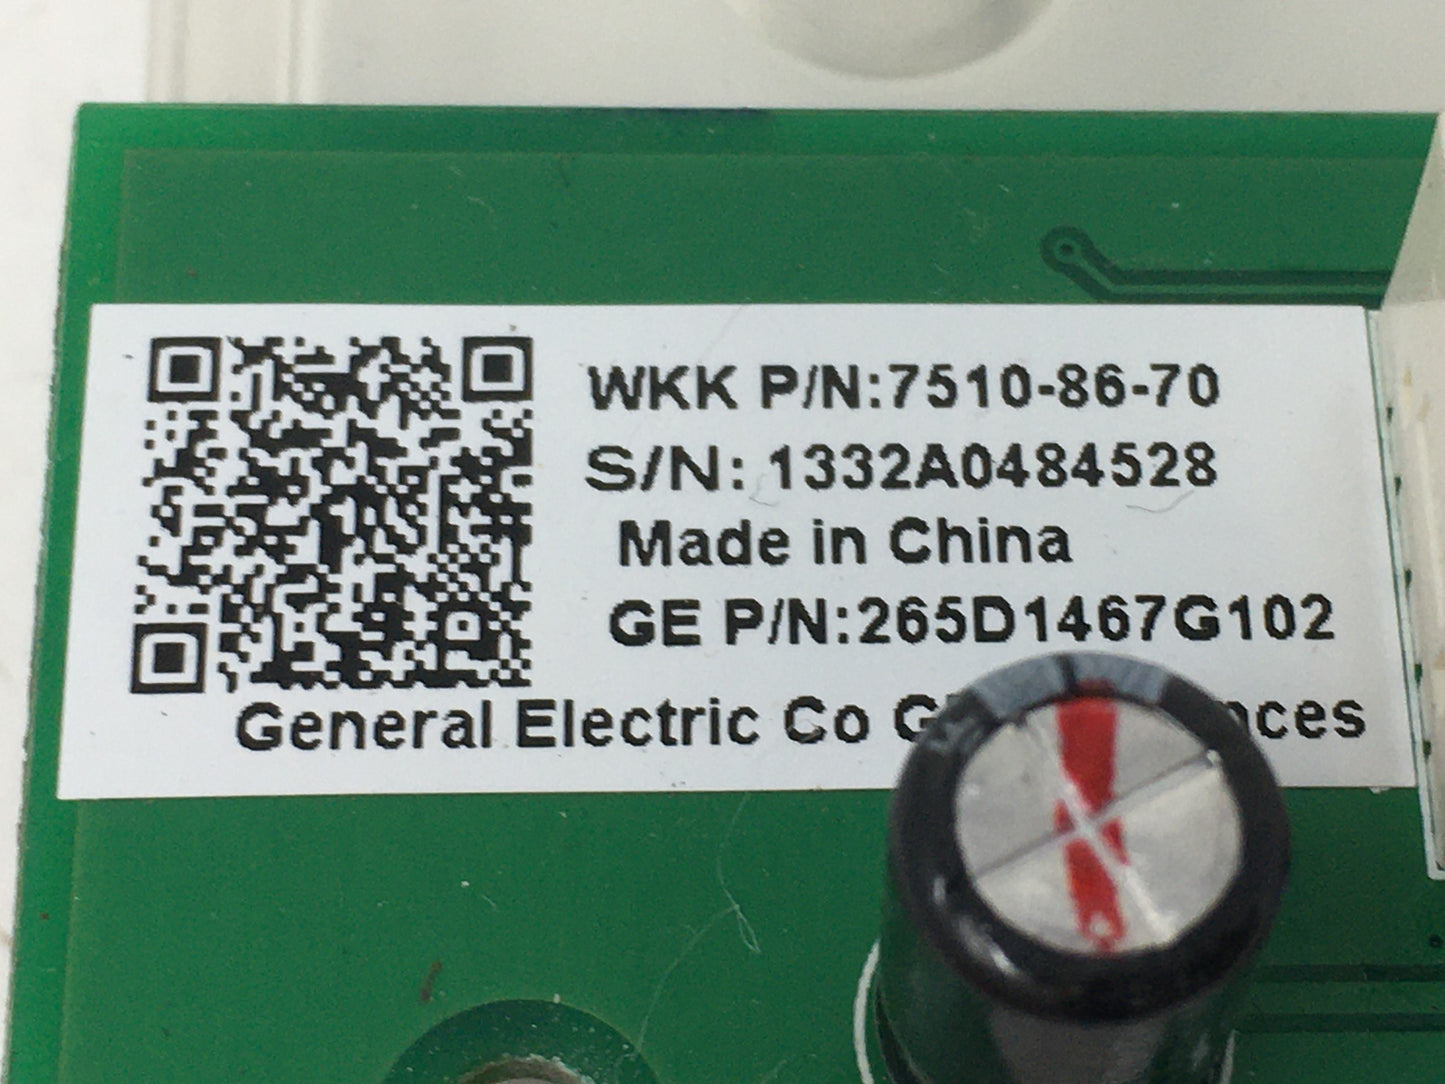 WKK P/N:7510-86-70
S/N: 1332A0484528
Made in China
GE P/N:265D1467G102
General Electric Co